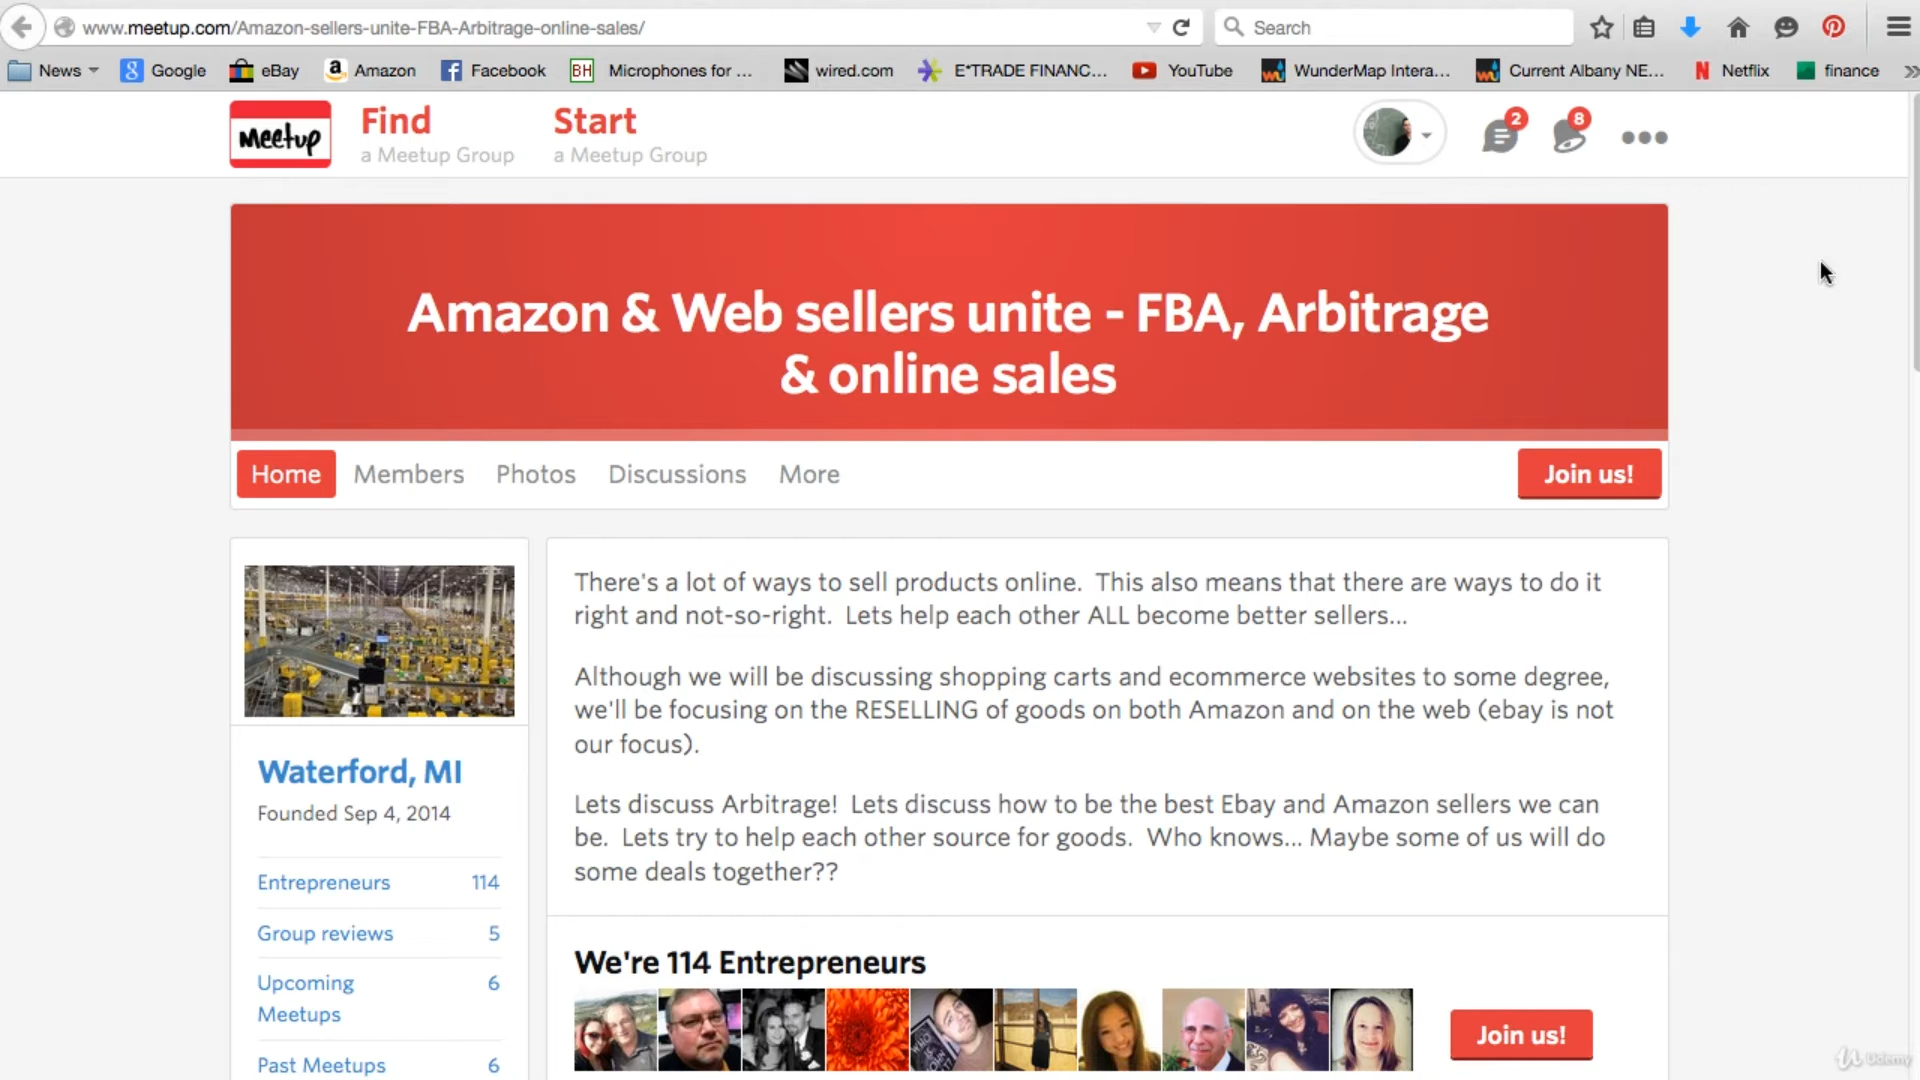 www.meetup.com/Amazon-sellers-unite-FBA-Arbitrage-online-sales/
Search
News
Google
eBay
Amazon
Facebook
BH
Microphones for ...
wired.com
E*TRADE FINANC...
YouTube
WunderMap Intera...
Current Albany NE...
Netflix
finance
Meetup
Find
a Meetup Group
Start
a Meetup Group
2
8
Amazon & Web sellers unite - FBA, Arbitrage
& online sales
Home
Members
Photos
Discussions
More
Join us!
There's a lot of ways to sell products online. This also means that there are ways to do it
right and not-so-right. Lets help each other ALL become better sellers...
Although we will be discussing shopping carts and ecommerce websites to some degree,
we'll be focusing on the RESELLING of goods on both Amazon and on the web (ebay is not
our focus).
Lets discuss Arbitrage! Lets discuss how to be the best Ebay and Amazon sellers we can
be. Lets try to help each other source for goods. Who knows... Maybe some of us will do
some deals together??
Waterford, MI
Founded Sep 4, 2014
Entrepreneurs 114
Group reviews 5
Upcoming 6
Meetups
Past Meetups 6
We're 114 Entrepreneurs
Join us!
Udemy